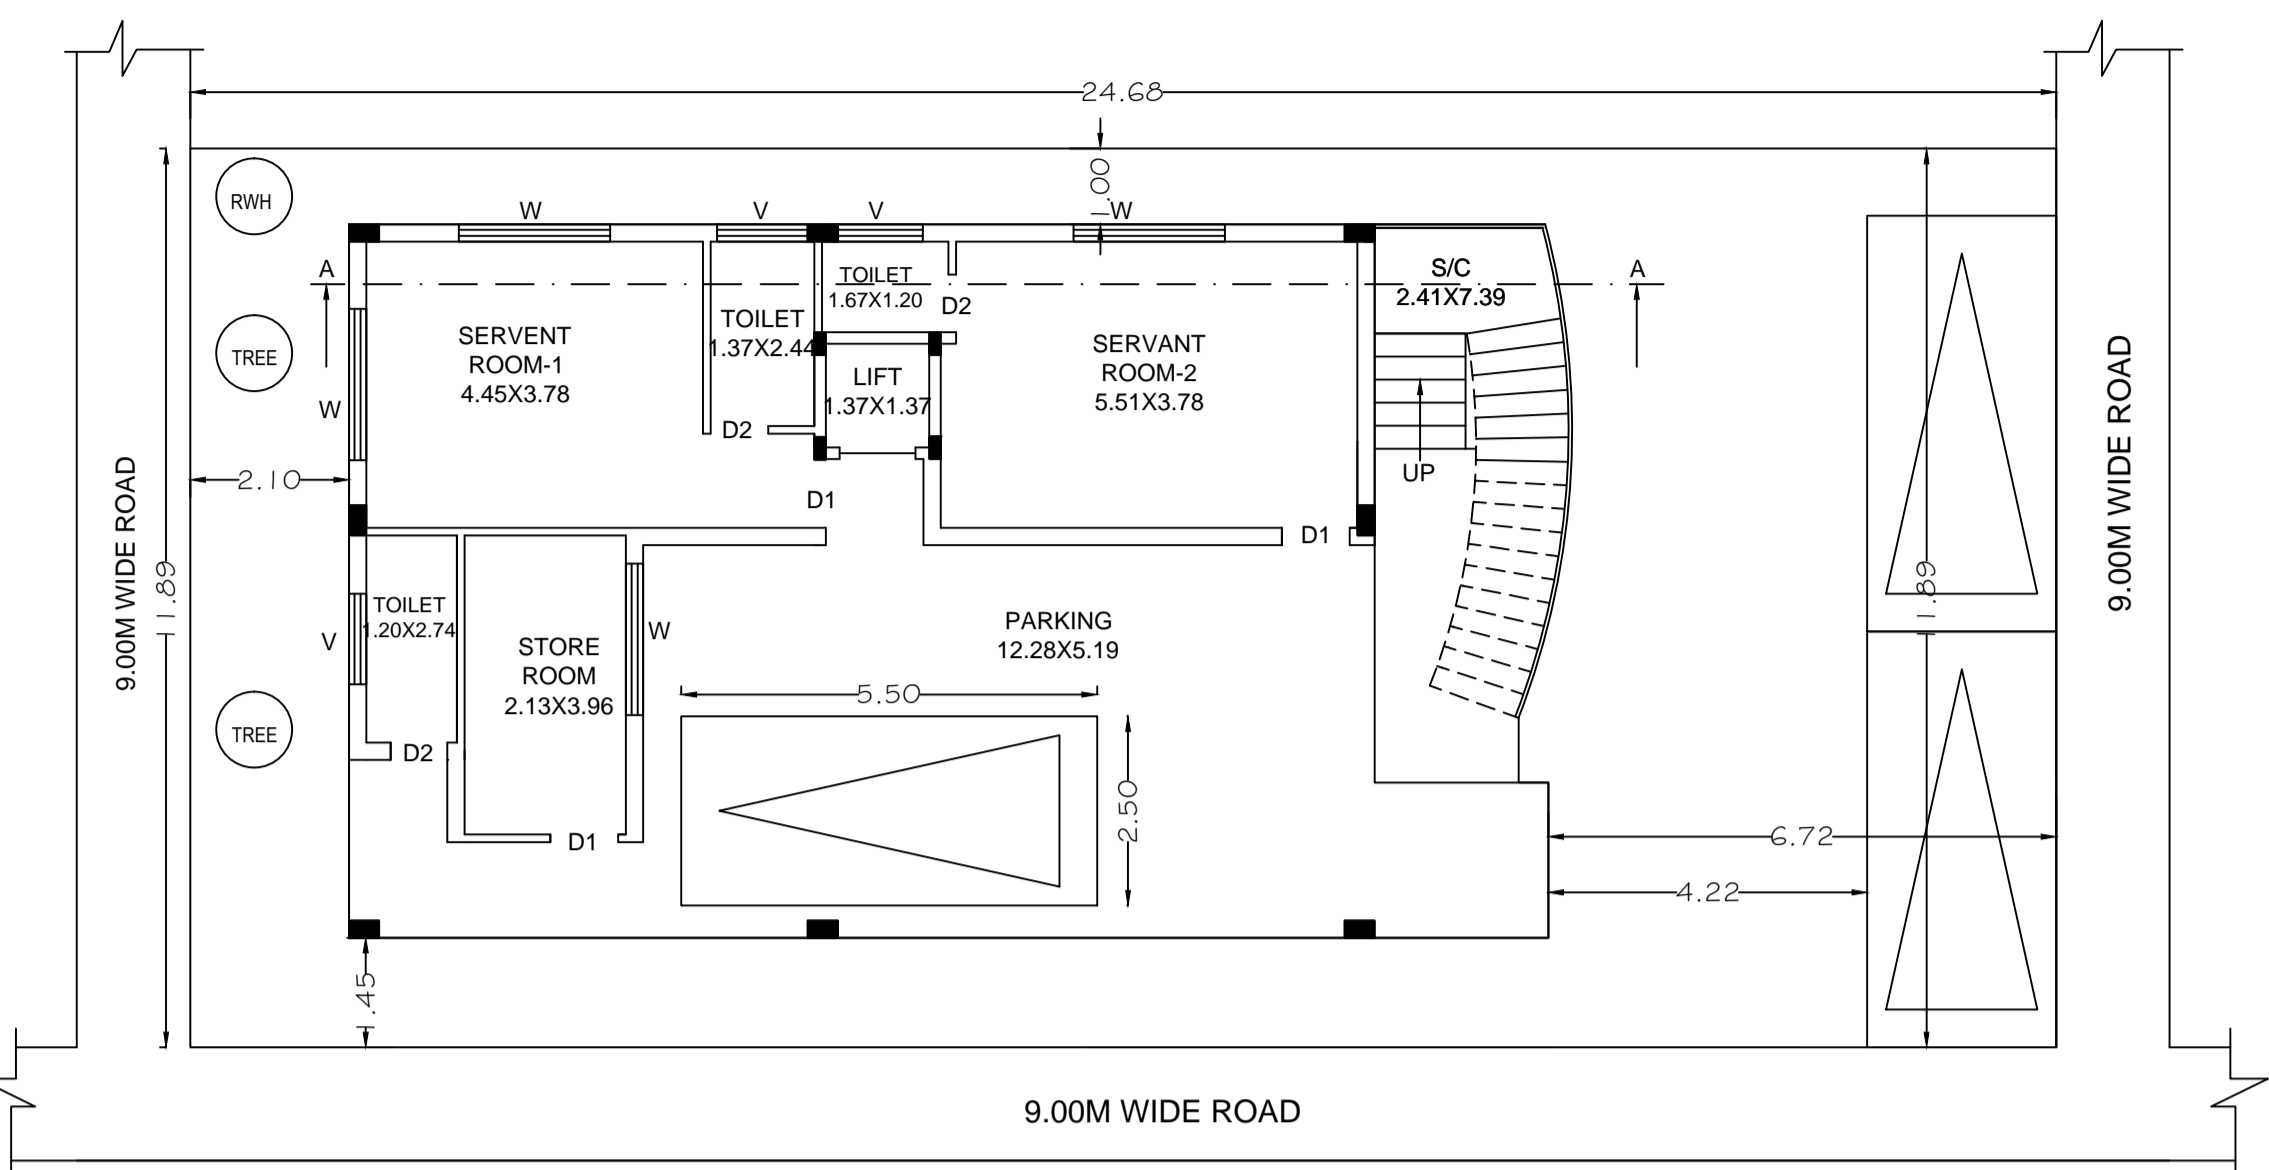 24.68
1.00
RWH
W
V
V
W
A
TOILET
1.67X1.20
D2
S/C
2.41X7.39
A
SERVENT
ROOM-1
4.45X3.78
TOILET
1.37X2.44
SERVANT
ROOM-2
5.51X3.78
TREE
LIFT
1.37X1.37
W
D2
UP
2.10
D1
D1
9.00M WIDE ROAD
11.89
TOILET
1.20X2.74
V
STORE
ROOM
2.13X3.96
W
PARKING
12.28X5.19
11.89
9.00M WIDE ROAD
5.50
TREE
D2
2.50
D1
6.72
4.22
1.45
9.00M WIDE ROAD